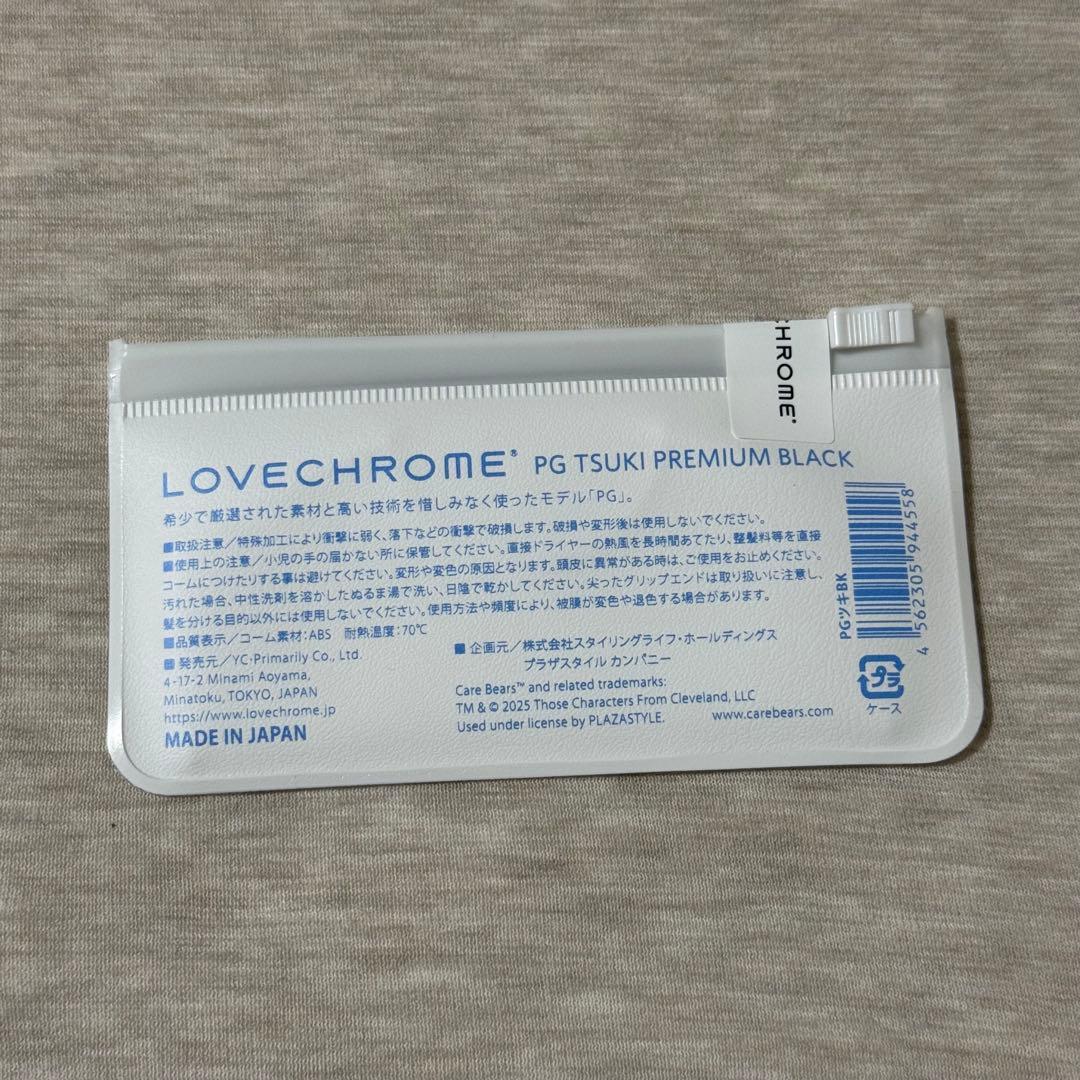 CHROME®
LOVECHROME® PG TSUKI PREMIUM BLACK
希少で厳選された素材と高い技術を惜しみなく使ったモデル「PG」。
■取扱注意/特殊加工により衝撃に弱く、落下などの衝撃で破損します。破損や変形後は使用しないでください。
■使用上の注意/小児の手の届かない所に保管してください。直接ドライヤーの熱風を長時間あてたり、整髪料等を直接
コームにつけたりする事は避けてください。変形や変色の原因となります。頭皮に異常がある時は、ご使用をお止めください。
汚れた場合、中性洗剤を溶かしたぬるま湯で洗い、日陰で乾かしてください。尖ったグリップエンドは取り扱いに注意し、
髪を分ける目的以外には使用しないでください。使用方法や頻度により、被膜が変色や退色する場合があります。
■品質表示/コーム素材:ABS 耐熱温度:70℃
■発売元/YC・Primarily Co., Ltd.
4-17-2 Minami Aoyama,
Minatoku, TOKYO, JAPAN
https://www.lovechrome.jp
MADE IN JAPAN
■企画元/株式会社スタイリングライフ・ホールディングス
プラザスタイル カンパニー
Care Bears™ and related trademarks:
TM & © 2025 Those Characters From Cleveland, LLC
Used under license by PLAZASTYLE. www.carebears.com
PGツキBK
4 562305 944558
プラ
ケース